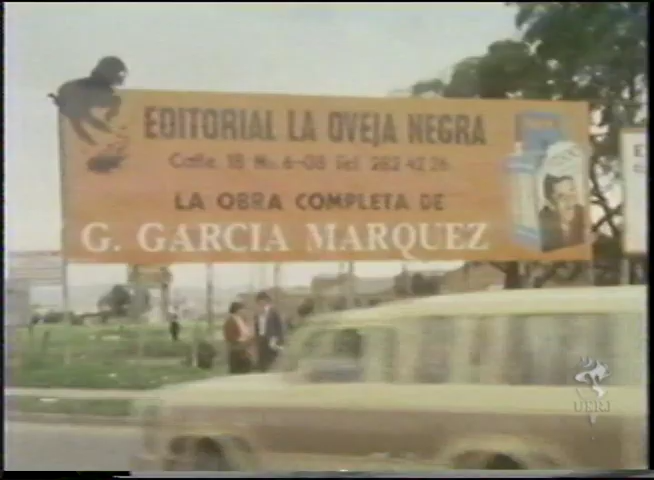 EDITORIAL LA OVEJA NEGRA
Calle. 18 No. 6-08 Tel. 282 42 26
LA OBRA COMPLETA DE
G. GARCIA MARQUEZ
UERJ